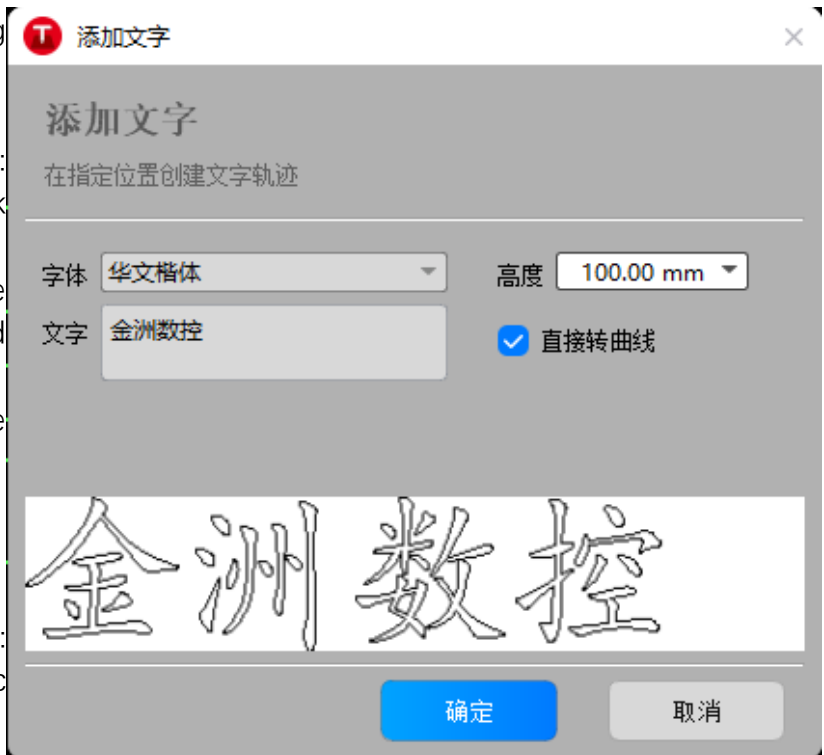 添加文字
添加文字
在指定位置创建文字轨迹
字体 华文楷体 高度 100.00 mm
文字 金洲数控 直接转曲线
金洲数控
确定 取消